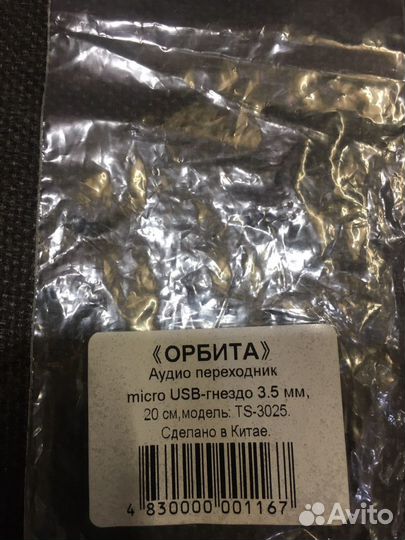 《ОРБИТА》
Аудио переходник
micro USB-гнездо 3.5 мм,
20 см,модель: TS-3025.
Сделано в Китае.
4 830000 001167
Avito